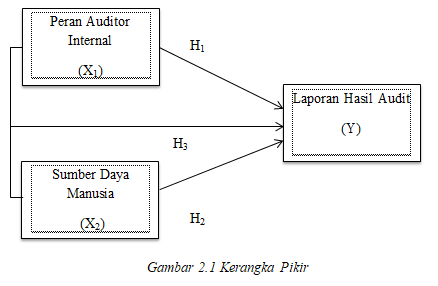 Peran Auditor
Internal
(X₁)
H₁
Laporan Hasil Audit
(Y)
H₃
Sumber Daya
Manusia
(X₂)
H₂
Gambar 2.1 Kerangka Pikir